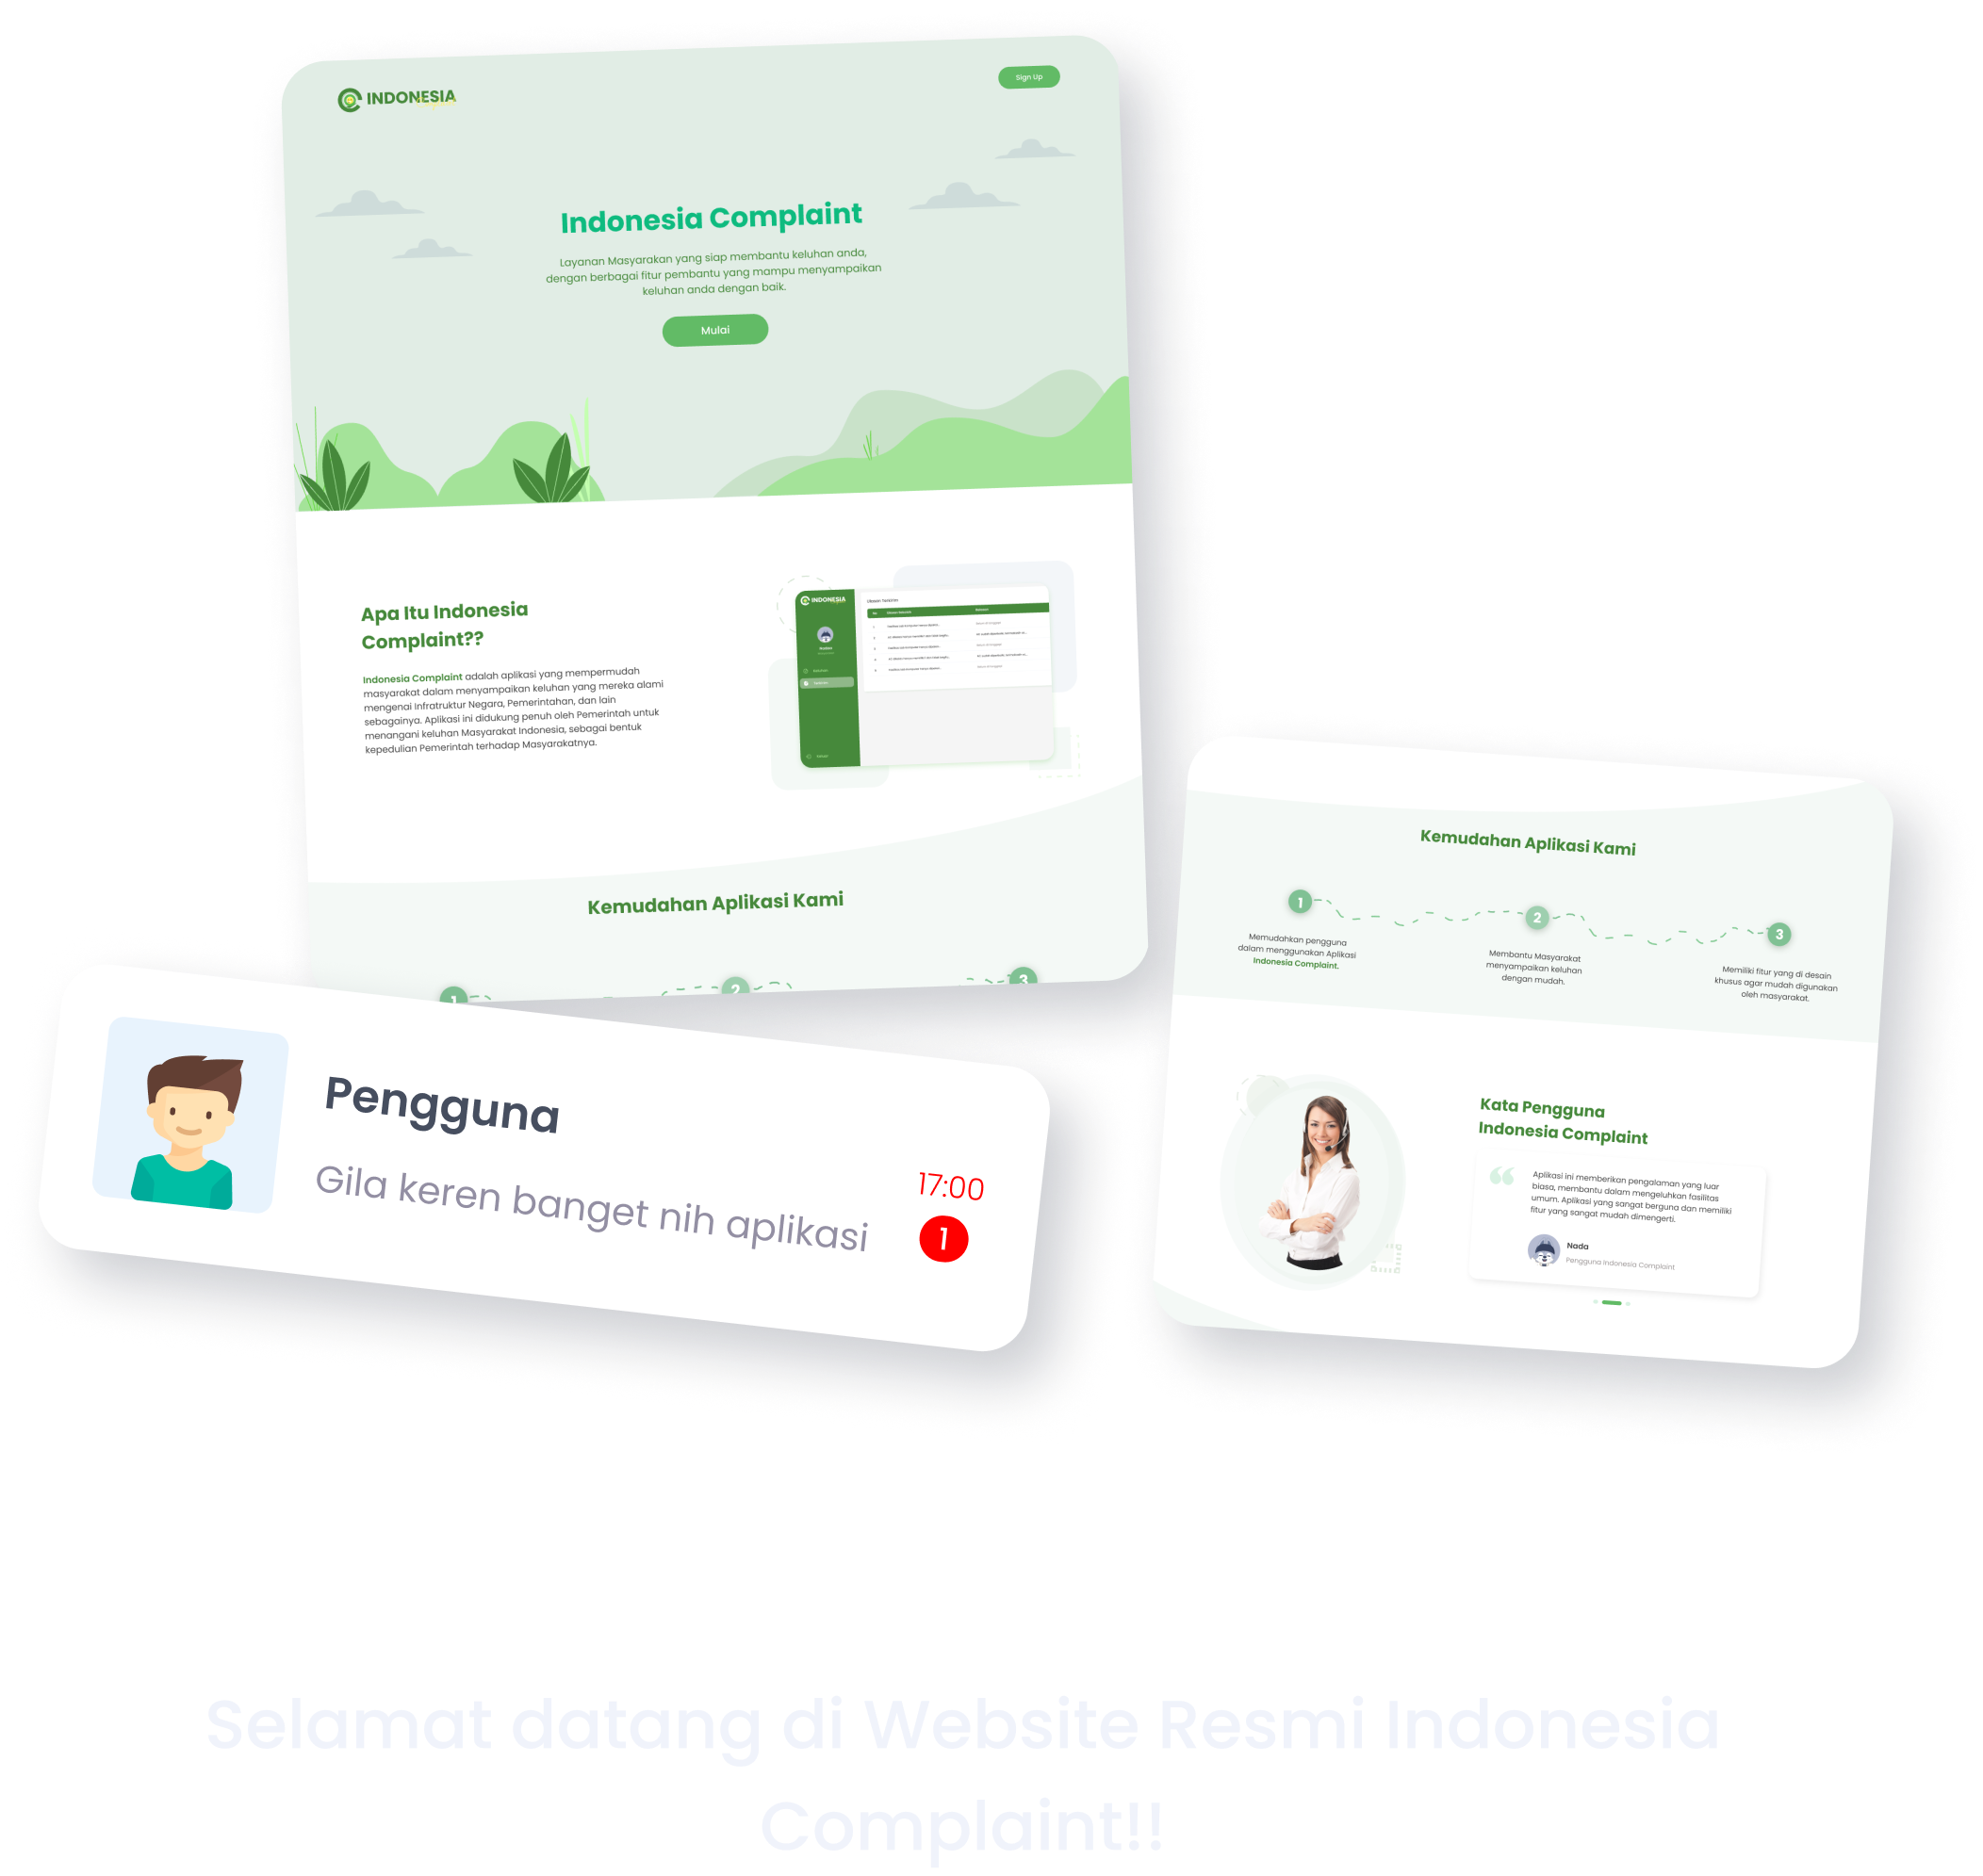 INDONESIA
Sign Up
Indonesia Complaint
Layanan Masyarakan yang siap membantu keluhan anda,
dengan berbagai fitur pembantu yang mampu menyampaikan
keluhan anda dengan baik.
Mulai
Apa Itu Indonesia
Complaint??
Indonesia Complaint adalah aplikasi yang mempermudah
masyarakat dalam menyampaikan keluhan yang mereka alami
mengenai Infratruktur Negara, Pemerintahan, dan lain
sebagainya. Aplikasi ini didukung penuh oleh Pemerintah untuk
menangani keluhan Masyarakat Indonesia, sebagai bentuk
kepedulian Pemerintah terhadap Masyarakatnya.
INDONESIA
Kemudahan Aplikasi Kami
1
2
3
Kemudahan Aplikasi Kami
1
2
3
Memudahkan pengguna
dalam menggunakan Aplikasi
Indonesia Complaint.
Membantu Masyarakat
menyampaikan keluhan
dengan mudah.
Memiliki fitur yang di desain
khusus agar mudah digunakan
oleh masyarakat.
Kata Pengguna
Indonesia Complaint
Aplikasi ini memberikan pengalaman yang luar
biasa, membantu dalam mengeluhkan fasilitas
umum. Aplikasi yang sangat berguna dan memiliki
fitur yang sangat mudah dimengerti.
Nada
Pengguna Indonesia Complaint
Pengguna
Gila keren banget nih aplikasi
17:00
1
Selamat datang di Website Resmi Indonesia
Complaint!!